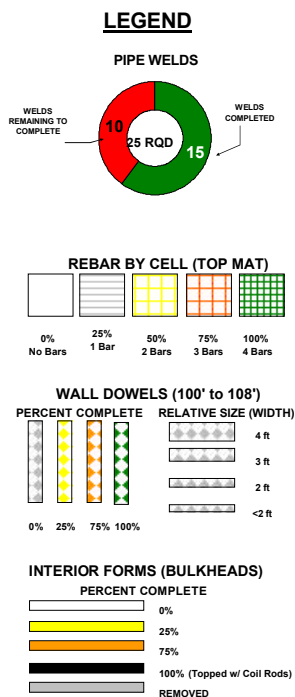 LEGEND
PIPE WELDS
WELDS
REMAINING TO
COMPLETE
WELDS
COMPLETED
10
25 RQD
15
REBAR BY CELL (TOP MAT)
0%
No Bars
25%
1 Bar
50%
2 Bars
75%
3 Bars
100%
4 Bars
WALL DOWELS (100' to 108')
PERCENT COMPLETE
RELATIVE SIZE (WIDTH)
4 ft
3 ft
2 ft
<2 ft
0% 25% 75% 100%
INTERIOR FORMS (BULKHEADS)
PERCENT COMPLETE
0%
25%
75%
100% (Topped w/ Coil Rods)
REMOVED